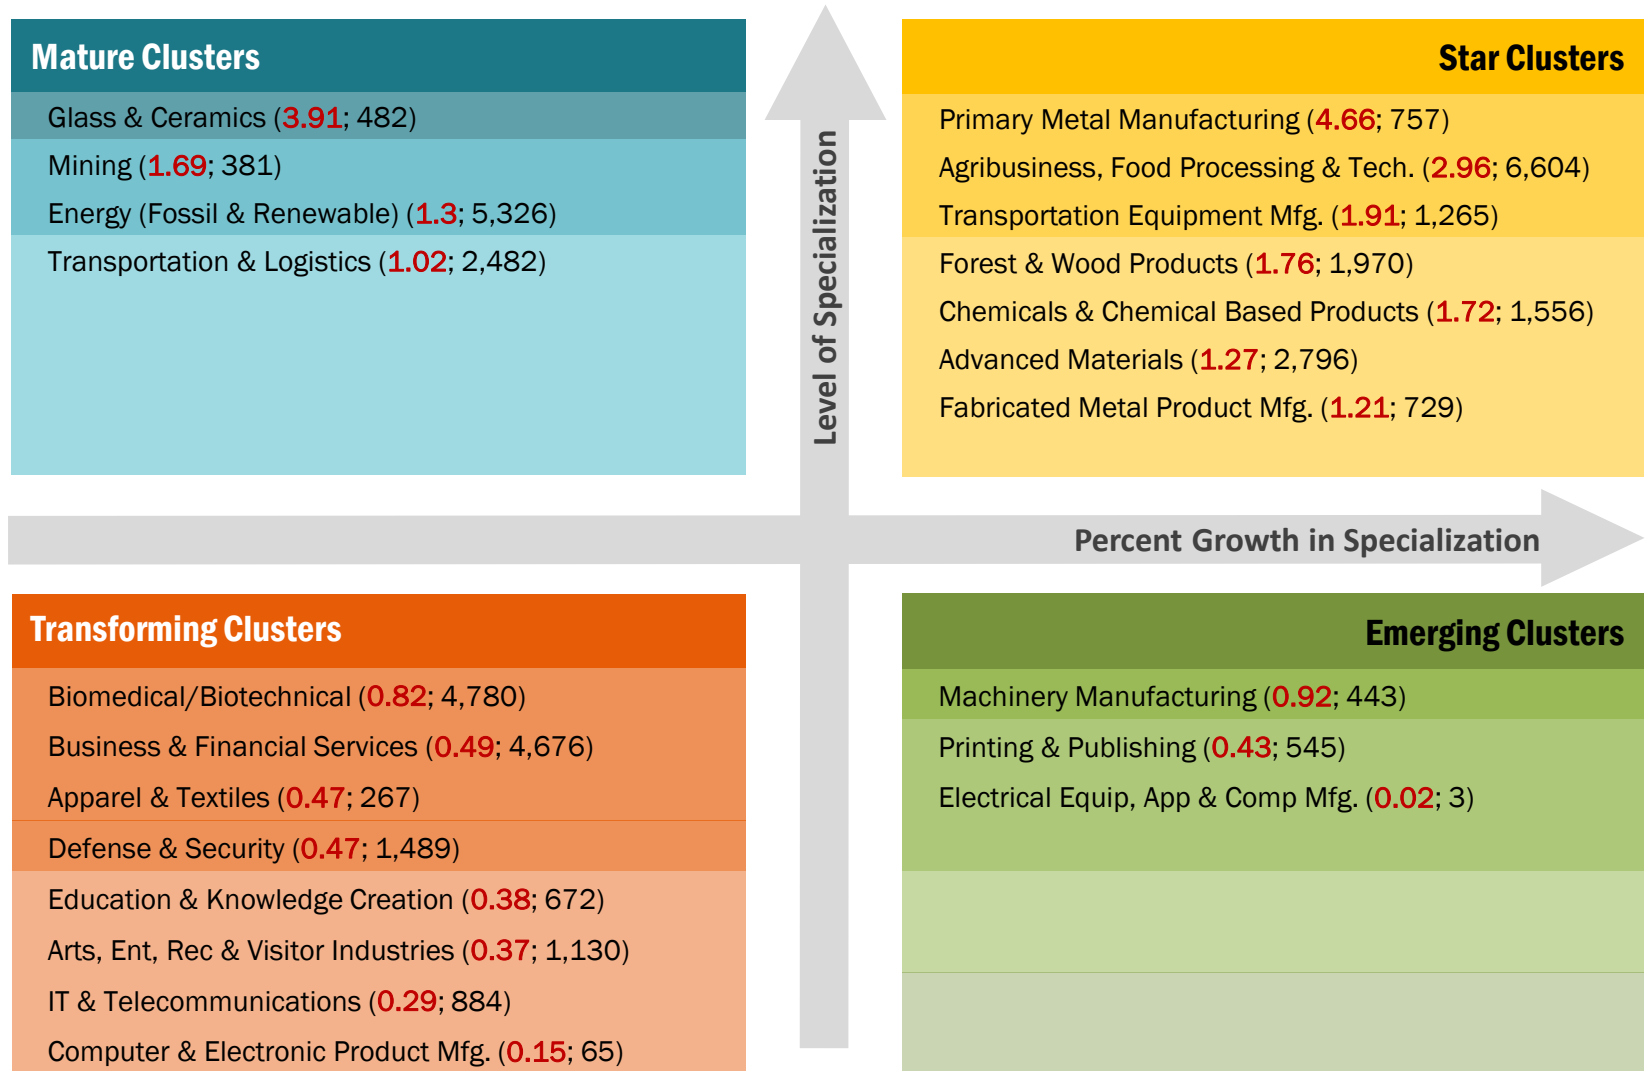 Mature Clusters
Glass & Ceramics (3.91; 482)
Mining (1.69; 381)
Energy (Fossil & Renewable) (1.3; 5,326)
Transportation & Logistics (1.02; 2,482)
Level of Specialization
Star Clusters
Primary Metal Manufacturing (4.66; 757)
Agribusiness, Food Processing & Tech. (2.96; 6,604)
Transportation Equipment Mfg. (1.91; 1,265)
Forest & Wood Products (1.76; 1,970)
Chemicals & Chemical Based Products (1.72; 1,556)
Advanced Materials (1.27; 2,796)
Fabricated Metal Product Mfg. (1.21; 729)
Percent Growth in Specialization
Transforming Clusters
Biomedical/Biotechnical (0.82; 4,780)
Business & Financial Services (0.49; 4,676)
Apparel & Textiles (0.47; 267)
Defense & Security (0.47; 1,489)
Education & Knowledge Creation (0.38; 672)
Arts, Ent, Rec & Visitor Industries (0.37; 1,130)
IT & Telecommunications (0.29; 884)
Computer & Electronic Product Mfg. (0.15; 65)
Emerging Clusters
Machinery Manufacturing (0.92; 443)
Printing & Publishing (0.43; 545)
Electrical Equip, App & Comp Mfg. (0.02; 3)